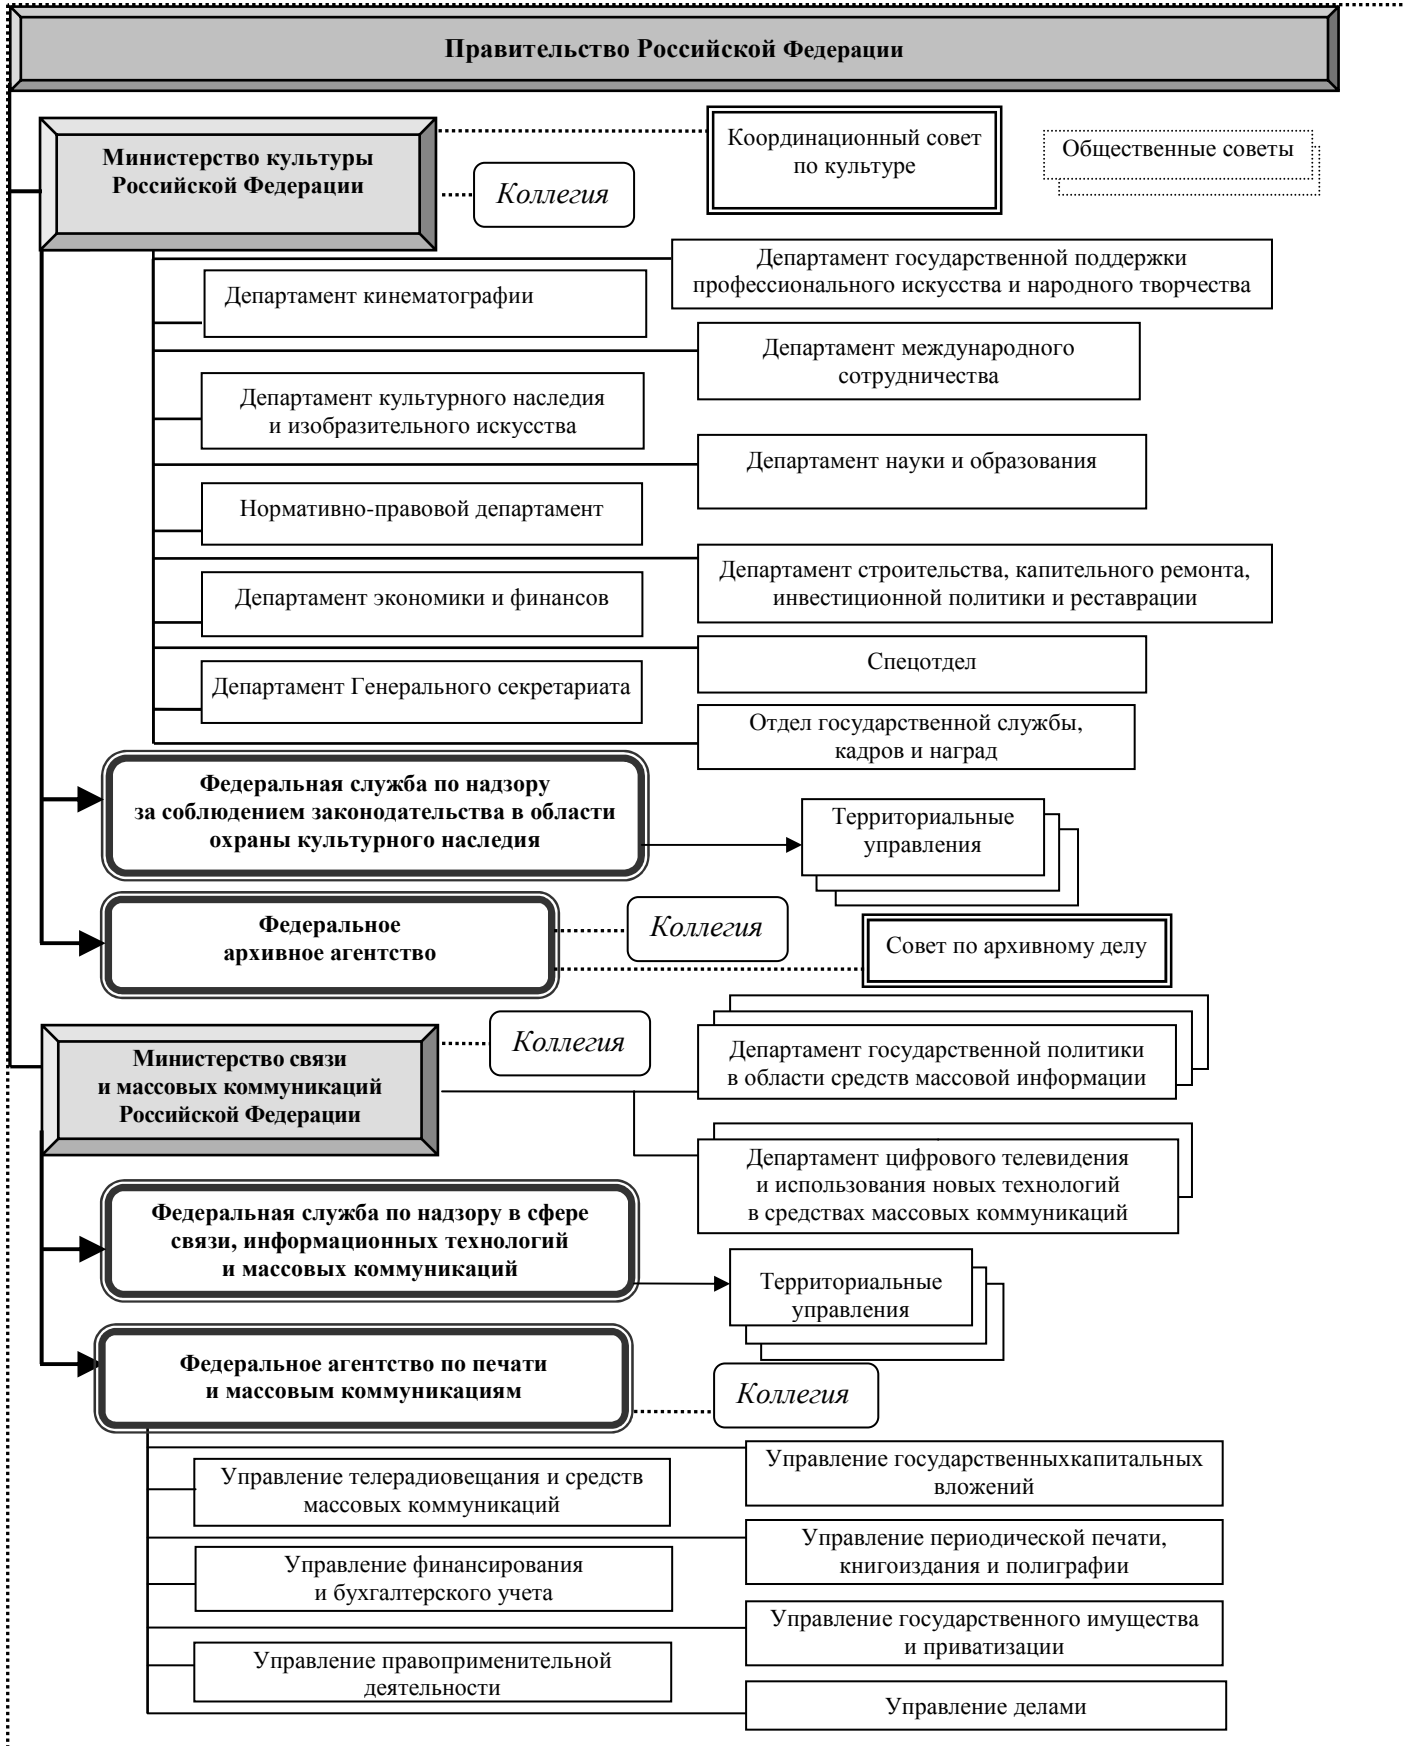 Правительство Российской Федерации
Министерство культуры
Российской Федерации
Координационный совет
по культуре
Общественные советы
Коллегия
Департамент государственной поддержки
профессионального искусства и народного творчества
Департамент кинематографии
Департамент международного
сотрудничества
Департамент культурного наследия
и изобразительного искусства
Департамент науки и образования
Нормативно-правовой департамент
Департамент строительства, капительного ремонта,
инвестиционной политики и реставрации
Департамент экономики и финансов
Спецотдел
Департамент Генерального секретариата
Отдел государственной службы,
кадров и наград
Федеральная служба по надзору
за соблюдением законодательства в области
охраны культурного наследия
Территориальные
управления
Федеральное
архивное агентство
Коллегия
Совет по архивному делу
Министерство связи
и массовых коммуникаций
Российской Федерации
Коллегия
Департамент государственной политики
в области средств массовой информации
Департамент цифрового телевидения
и использования новых технологий
в средствах массовых коммуникаций
Федеральная служба по надзору в сфере
связи, информационных технологий
и массовых коммуникаций
Территориальные
управления
Федеральное агентство по печати
и массовым коммуникациям
Коллегия
Управление государственныхкапитальных
вложений
Управление телерадиовещания и средств
массовых коммуникаций
Управление периодической печати,
книгоиздания и полиграфии
Управление финансирования
и бухгалтерского учета
Управление государственного имущества
и приватизации
Управление правоприменительной
деятельности
Управление делами